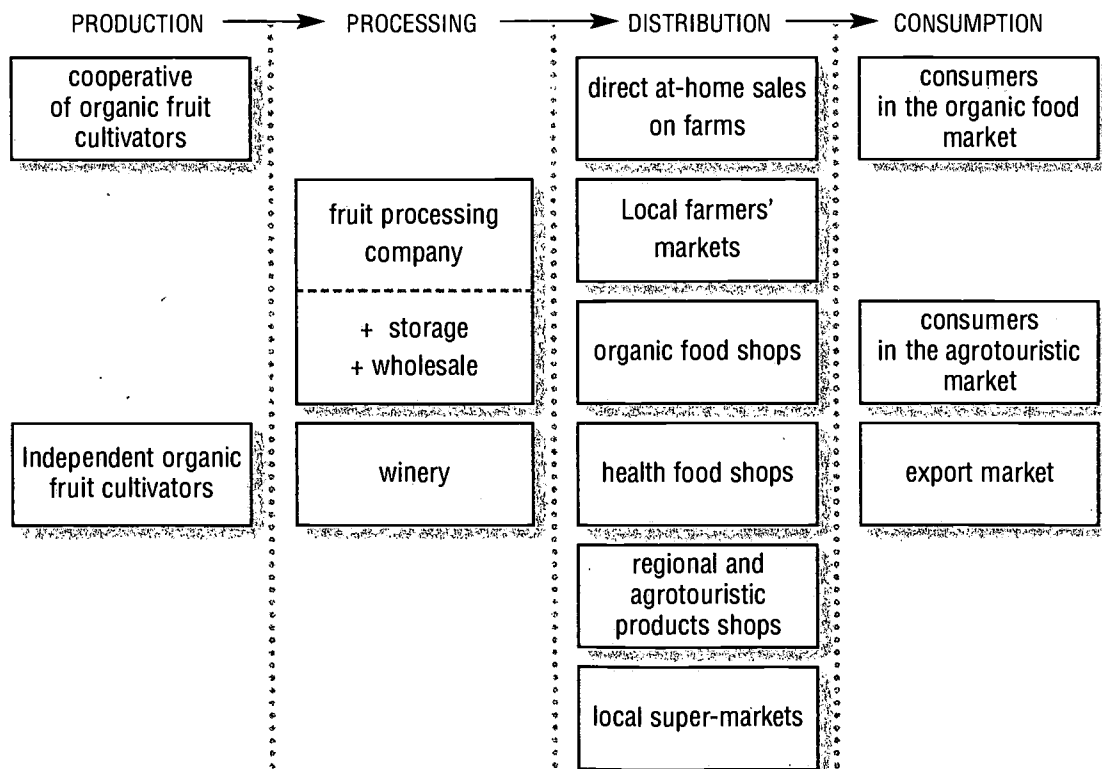 PRODUCTION
PROCESSING
DISTRIBUTION
CONSUMPTION
cooperative
of organic fruit
cultivators
Independent organic
fruit cultivators
fruit processing
company
+ storage
+ wholesale
winery
direct at-home sales
on farms
Local farmers'
markets
organic food shops
health food shops
regional and
agrotouristic
products shops
local super-markets
consumers
in the organic food
market
consumers
in the agrotouristic
market
export market